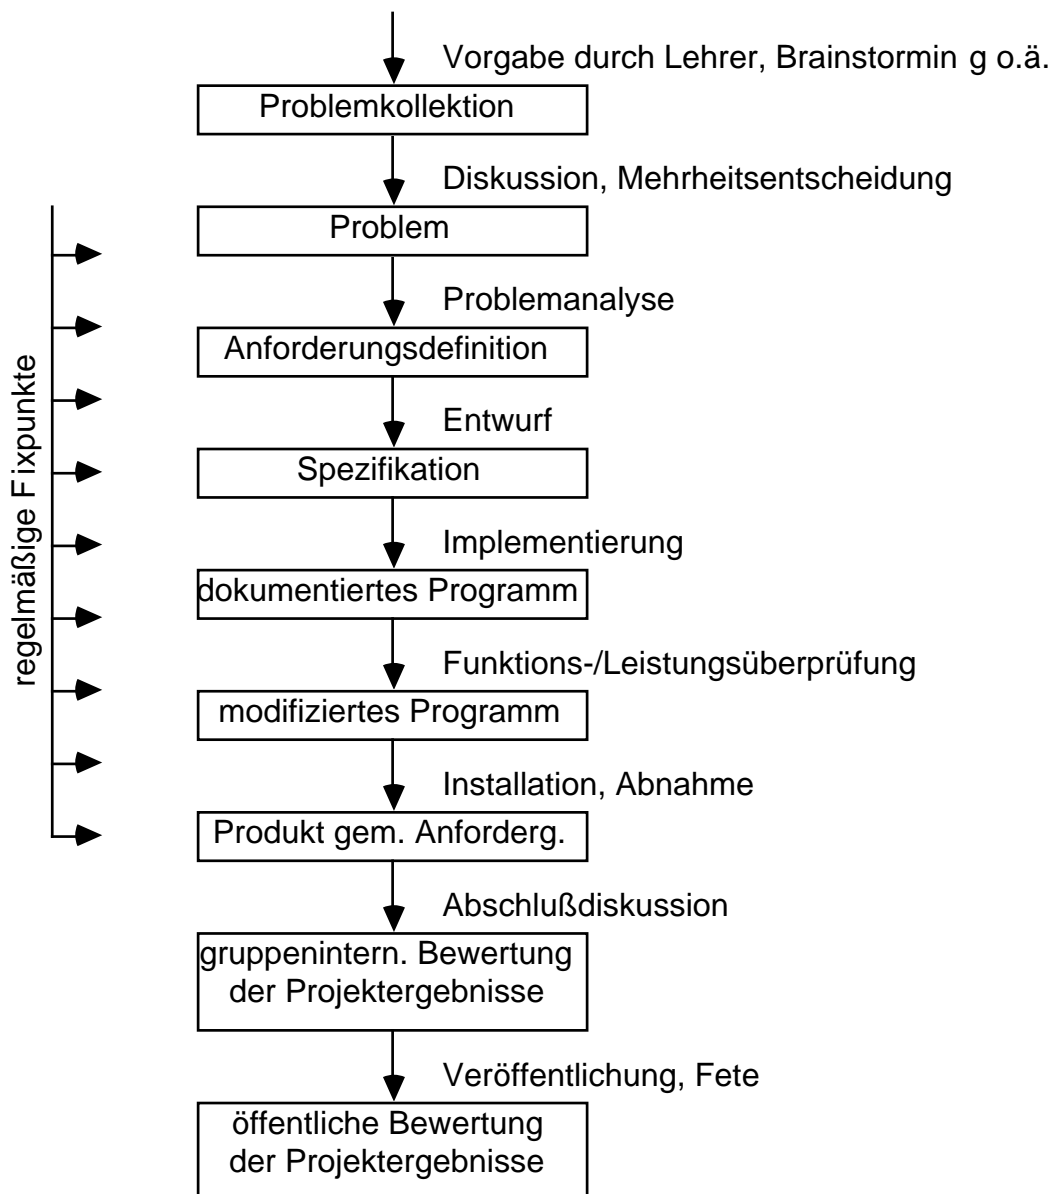 Vorgabe durch Lehrer, Brainstormin g o.ä.
Problemkollektion
Diskussion, Mehrheitsentscheidung
Problem
Problemanalyse
Anforderungsdefinition
Entwurf
Spezifikation
Implementierung
dokumentiertes Programm
Funktions-/Leistungsüberprüfung
modifiziertes Programm
Installation, Abnahme
Produkt gem. Anforderg.
Abschlußdiskussion
gruppenintern. Bewertung
der Projektergebnisse
Veröffentlichung, Fete
öffentliche Bewertung
der Projektergebnisse
regelmäßige Fixpunkte